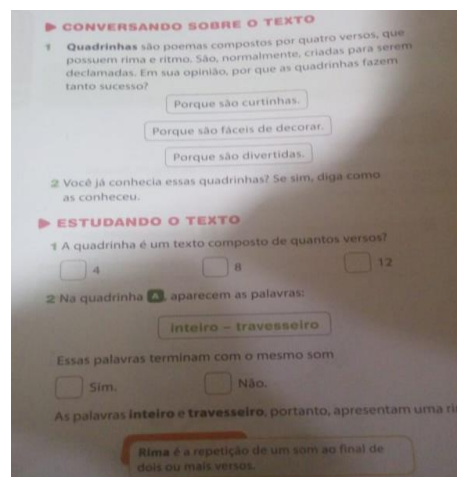 CONVERSANDO SOBRE O TEXTO
1 Quadrinhas são poemas compostos por quatro versos, que
possuem rima e ritmo. São, normalmente, criadas para serem
declamadas. Em sua opinião, por que as quadrinhas fazem
tanto sucesso?
Porque são curtinhas.
Porque são fáceis de decorar.
Porque são divertidas.
2 Você já conhecia essas quadrinhas? Se sim, diga como
as conheceu.
ESTUDANDO O TEXTO
1 A quadrinha é um texto composto de quantos versos?
4 8 12
2 Na quadrinha A, aparecem as palavras:
inteiro – travesseiro
Essas palavras terminam com o mesmo som
Sim. Não.
As palavras inteiro e travesseiro, portanto, apresentam uma ri
Rima é a repetição de um som ao final de
dois ou mais versos.